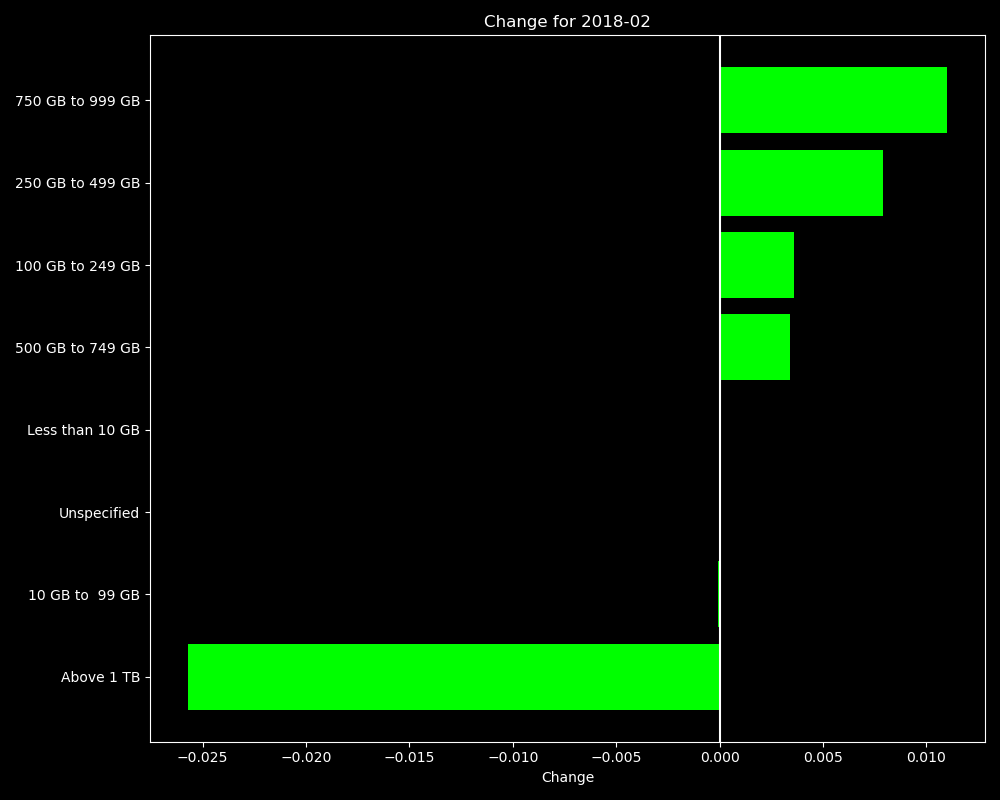 Change for 2018-02
750 GB to 999 GB
250 GB to 499 GB
100 GB to 249 GB
500 GB to 749 GB
Less than 10 GB
Unspecified
10 GB to  99 GB
Above 1 TB
−0.025 −0.020 −0.015 −0.010 −0.005 0.000 0.005 0.010
Change